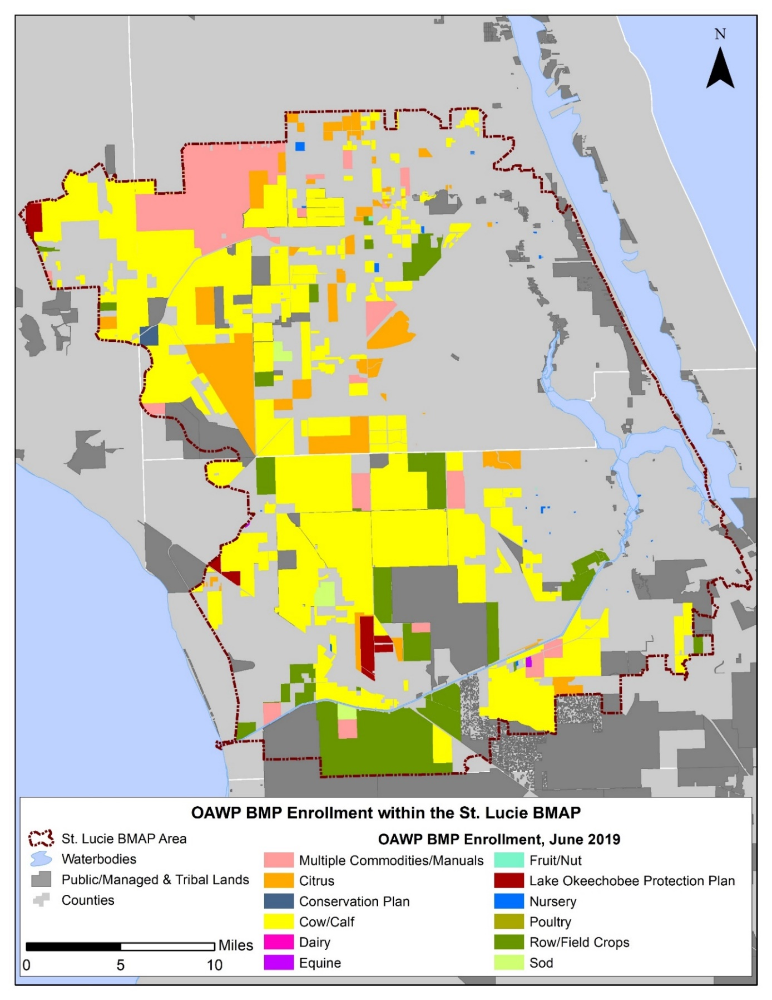 N
OAWP BMP Enrollment within the St. Lucie BMAP
St. Lucie BMAP Area
Waterbodies
Public/Managed & Tribal Lands
Counties
Miles
0 5 10
OAWP BMP Enrollment, June 2019
Multiple Commodities/Manuals
Citrus
Conservation Plan
Cow/Calf
Dairy
Equine
Fruit/Nut
Lake Okeechobee Protection Plan
Nursery
Poultry
Row/Field Crops
Sod